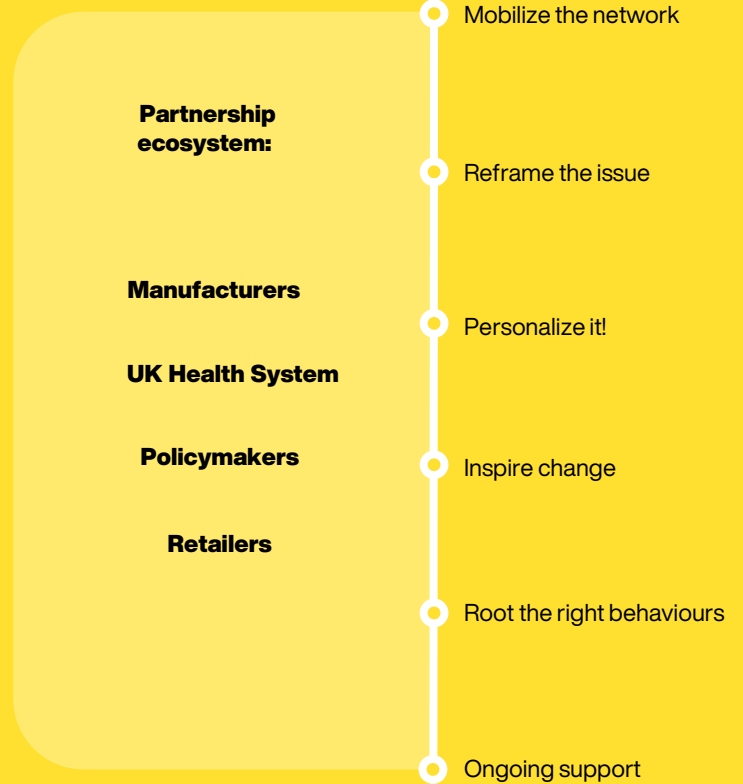 Partnership
ecosystem:
Manufacturers
UK Health System
Policymakers
Retailers
Mobilize the network
Reframe the issue
Personalize it!
Inspire change
Root the right behaviours
Ongoing support